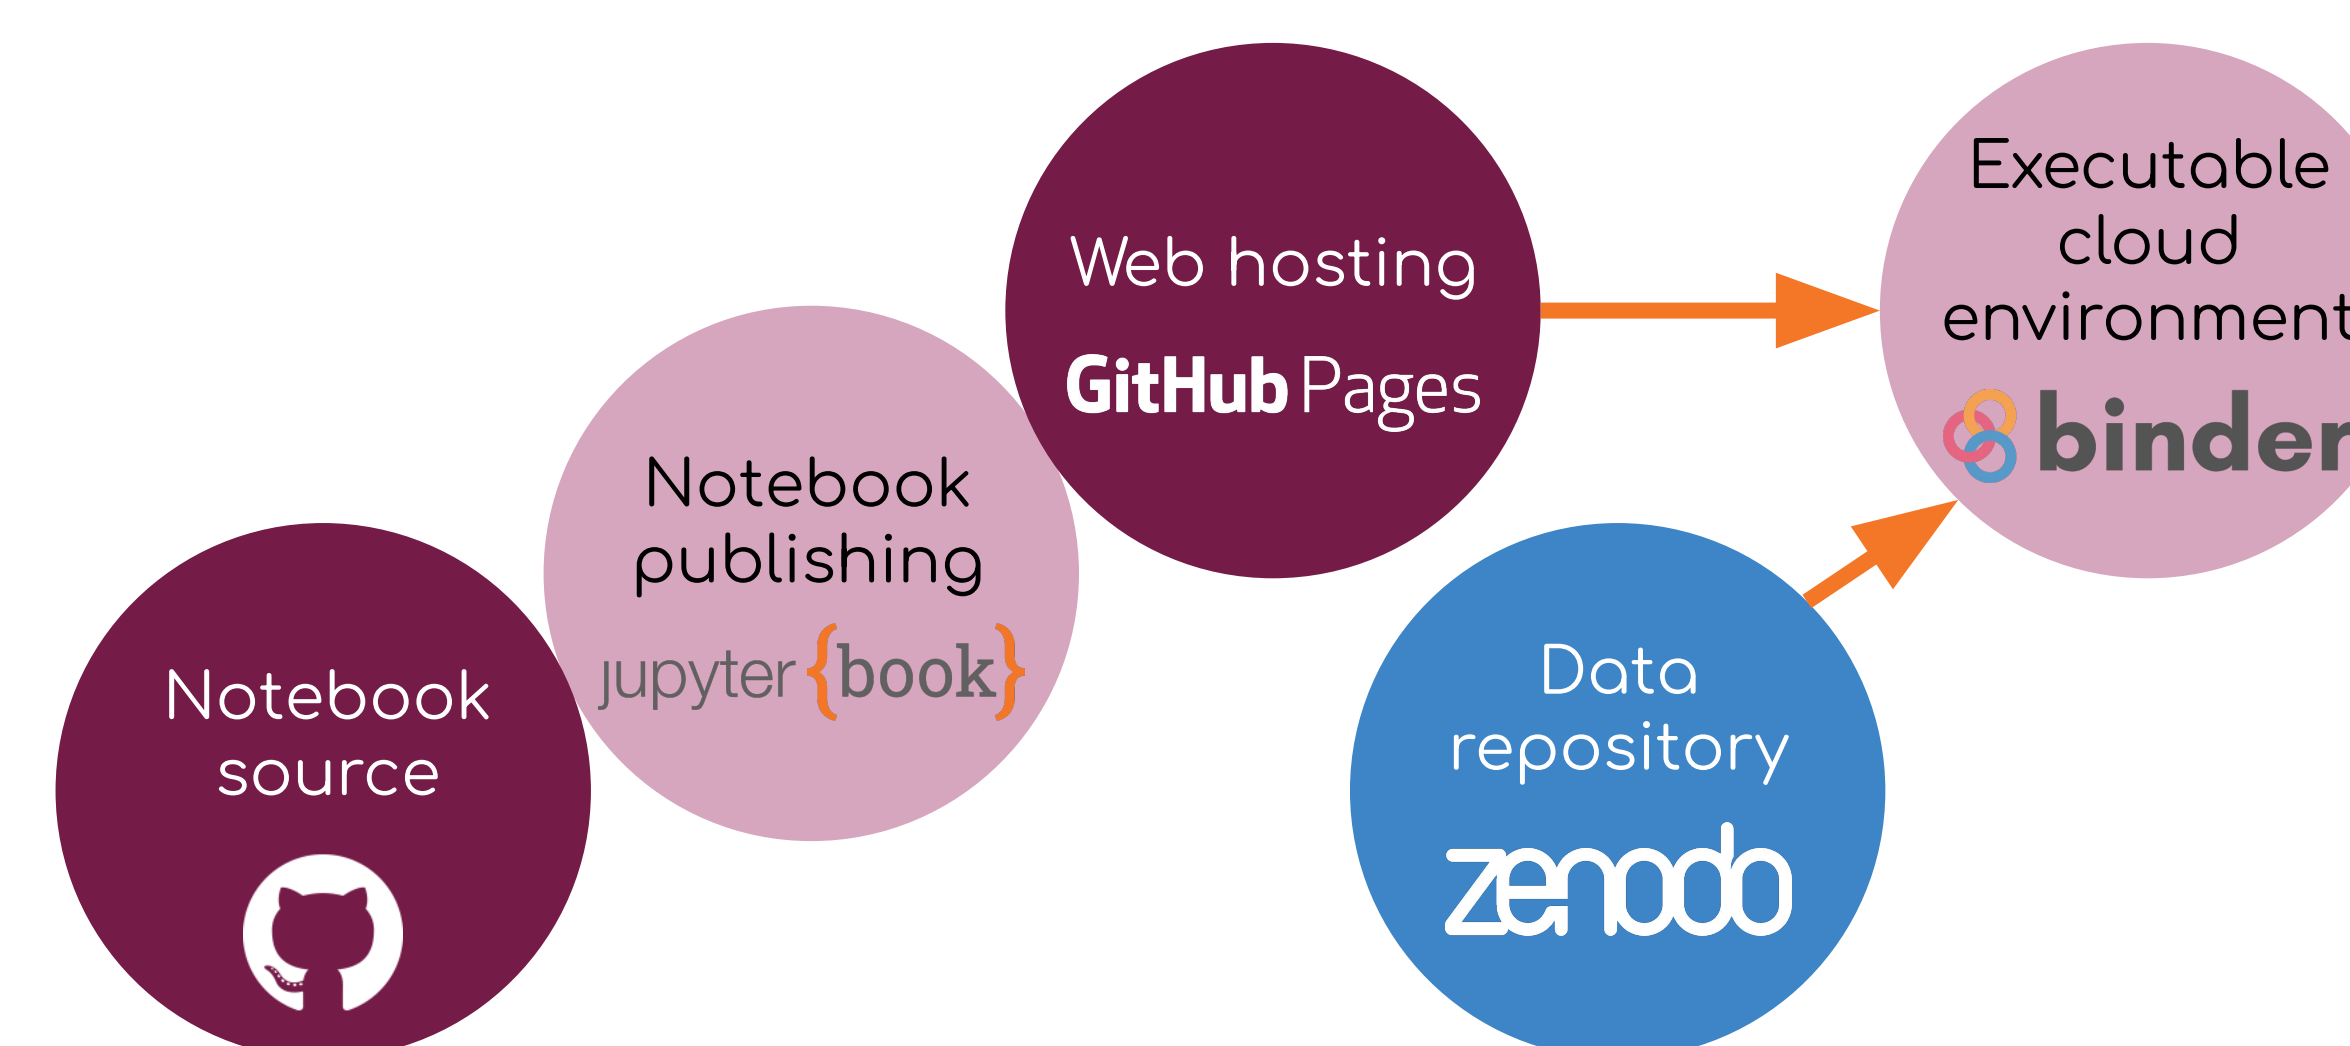 Notebook
source
Notebook
publishing
jupyter {book}
Web hosting
GitHub Pages
Data
repository
zenodo
Executable
cloud
environment
binder